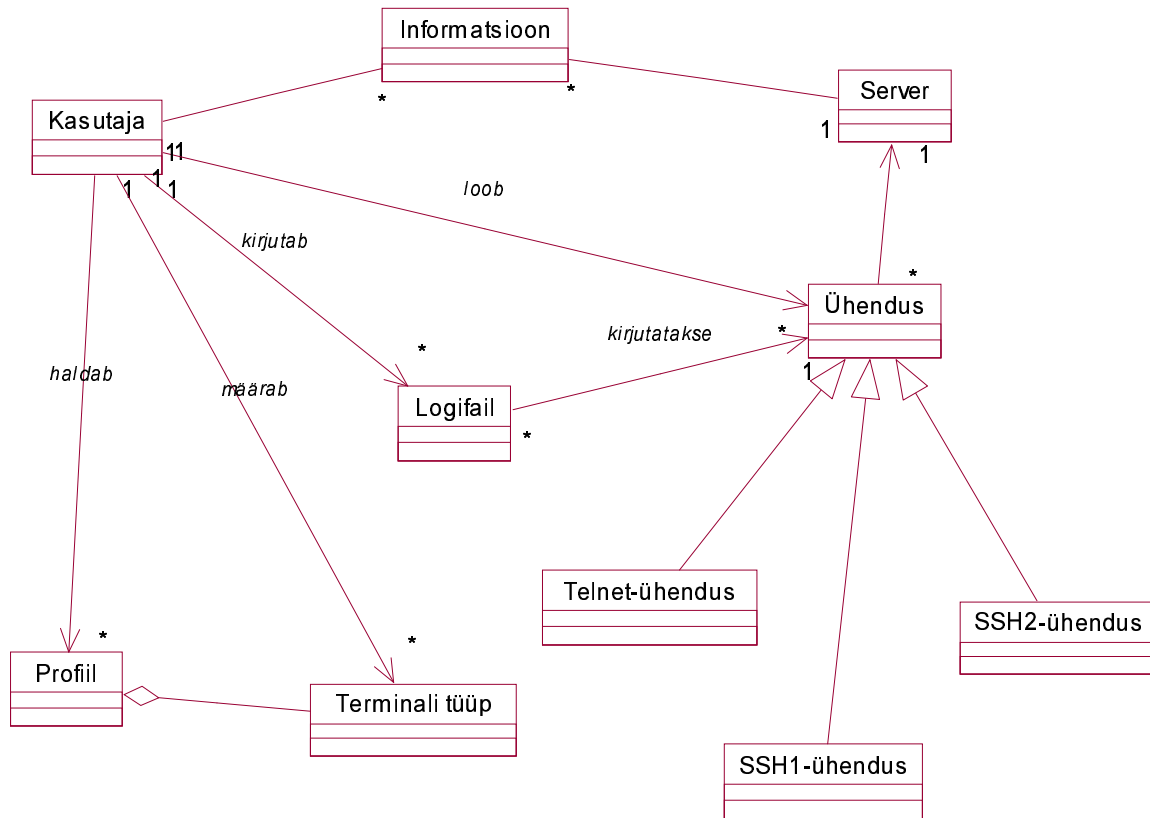 Informatsioon
*
*
Server
1
1
Kasutaja
11
1
1
1
loob
kirjutab
*
Ühendus
*
1
kirjutatakse
*
haldab
määrab
Logifail
*
Telnet-ühendus
SSH2-ühendus
*
Profiil
*
Terminali tüüp
SSH1-ühendus